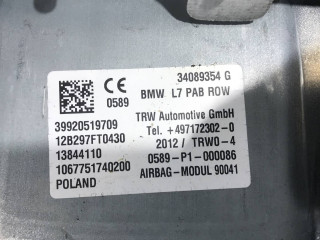 34089354 G
CE
0589
BMW L7 PAB ROW
39920519709
TRW Automotive GmbH
12B297FT0430
Tel. +497172302-0
13844110
2012 / TRW0-4
1067751740200
0589-P1-000086
POLAND
AIRBAG-MODUL 90041